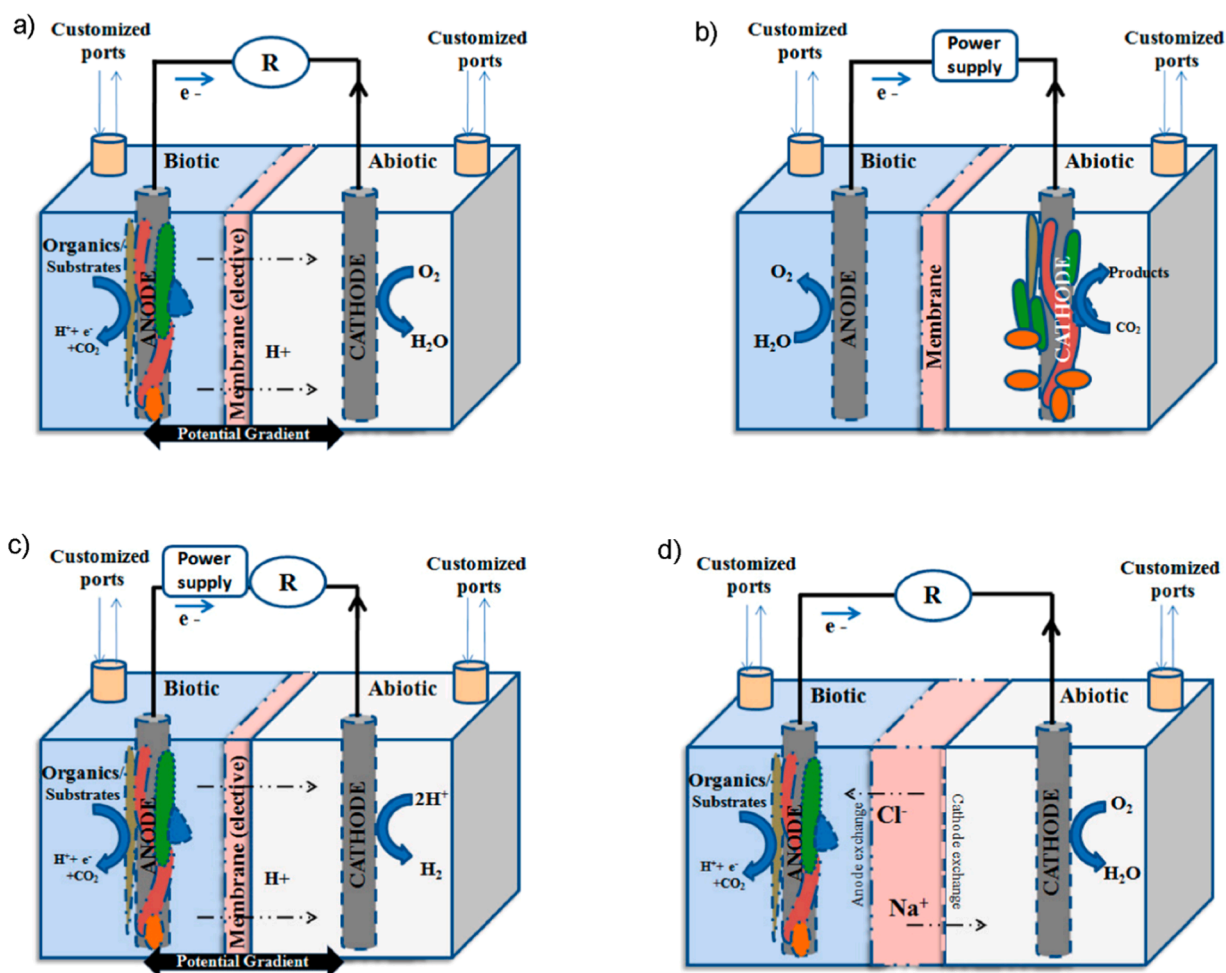 a)
Customized
ports
R
e -
Customized
ports
Biotic
Abiotic
Organics/
Substrates
H⁺+ e⁻
+CO₂
ANODE
Membrane (elective)
H+
CATHODE
O₂
H₂O
Potential Gradient
b)
Customized
ports
Power
supply
e -
Customized
ports
Biotic
Abiotic
O₂
H₂O
ANODE
Membrane
CATHODE
Products
CO₂
c)
Customized
ports
Power
supply
R
e -
Customized
ports
Biotic
Abiotic
Organics/
Substrates
H⁺+ e⁻
+CO₂
ANODE
Membrane (elective)
H+
CATHODE
2H⁺
H₂
Potential Gradient
d)
Customized
ports
R
e -
Customized
ports
Biotic
Abiotic
Organics/
Substrates
H⁺+ e⁻
+CO₂
ANODE
Anode exchange
Cl⁻
Na⁺
Cathode exchange
CATHODE
O₂
H₂O